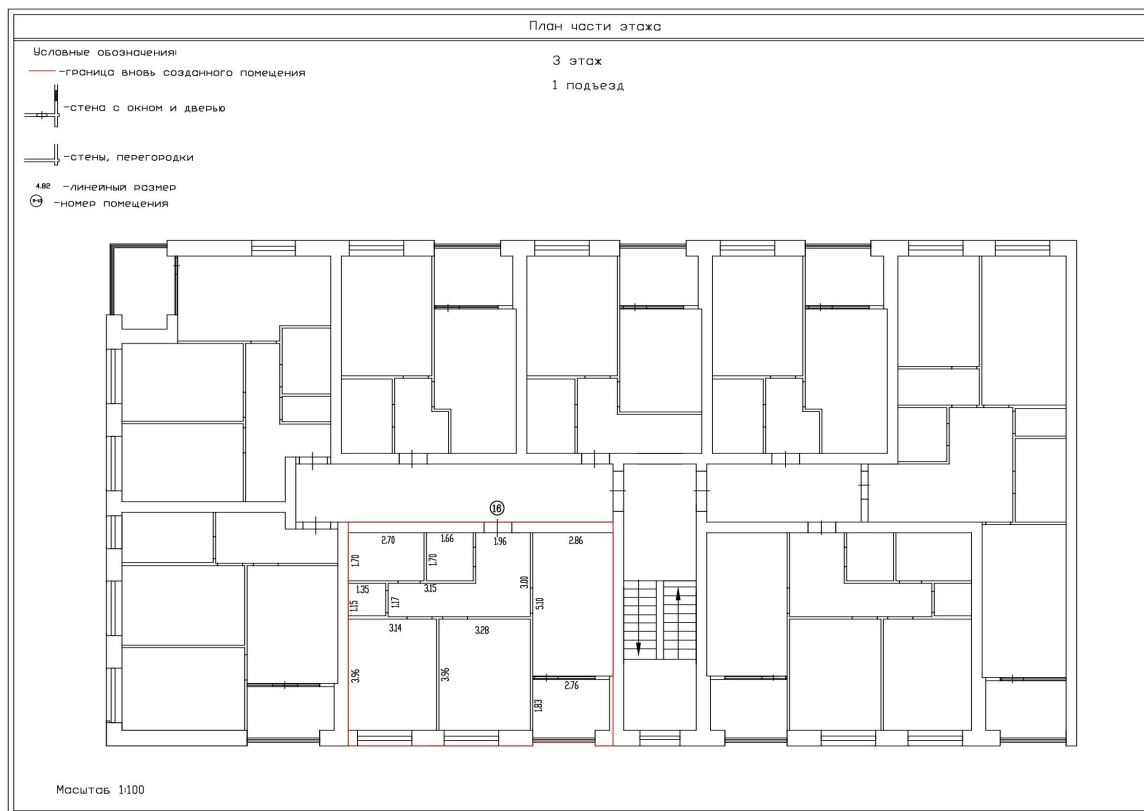 План части этажа
Условные обозначения:
-граница вновь созданного помещения
-стена с окном и дверью
-стены, перегородки
4.82 -линейный размер
-номер помещения
3 этаж
1 подъезд
16
2.70
1.66
1.96
2.86
1.70
1.70
3.00
5.10
1.35
3.15
1.15
1.17
3.14
3.28
3.96
3.96
2.76
1.83
Масштаб 1:100